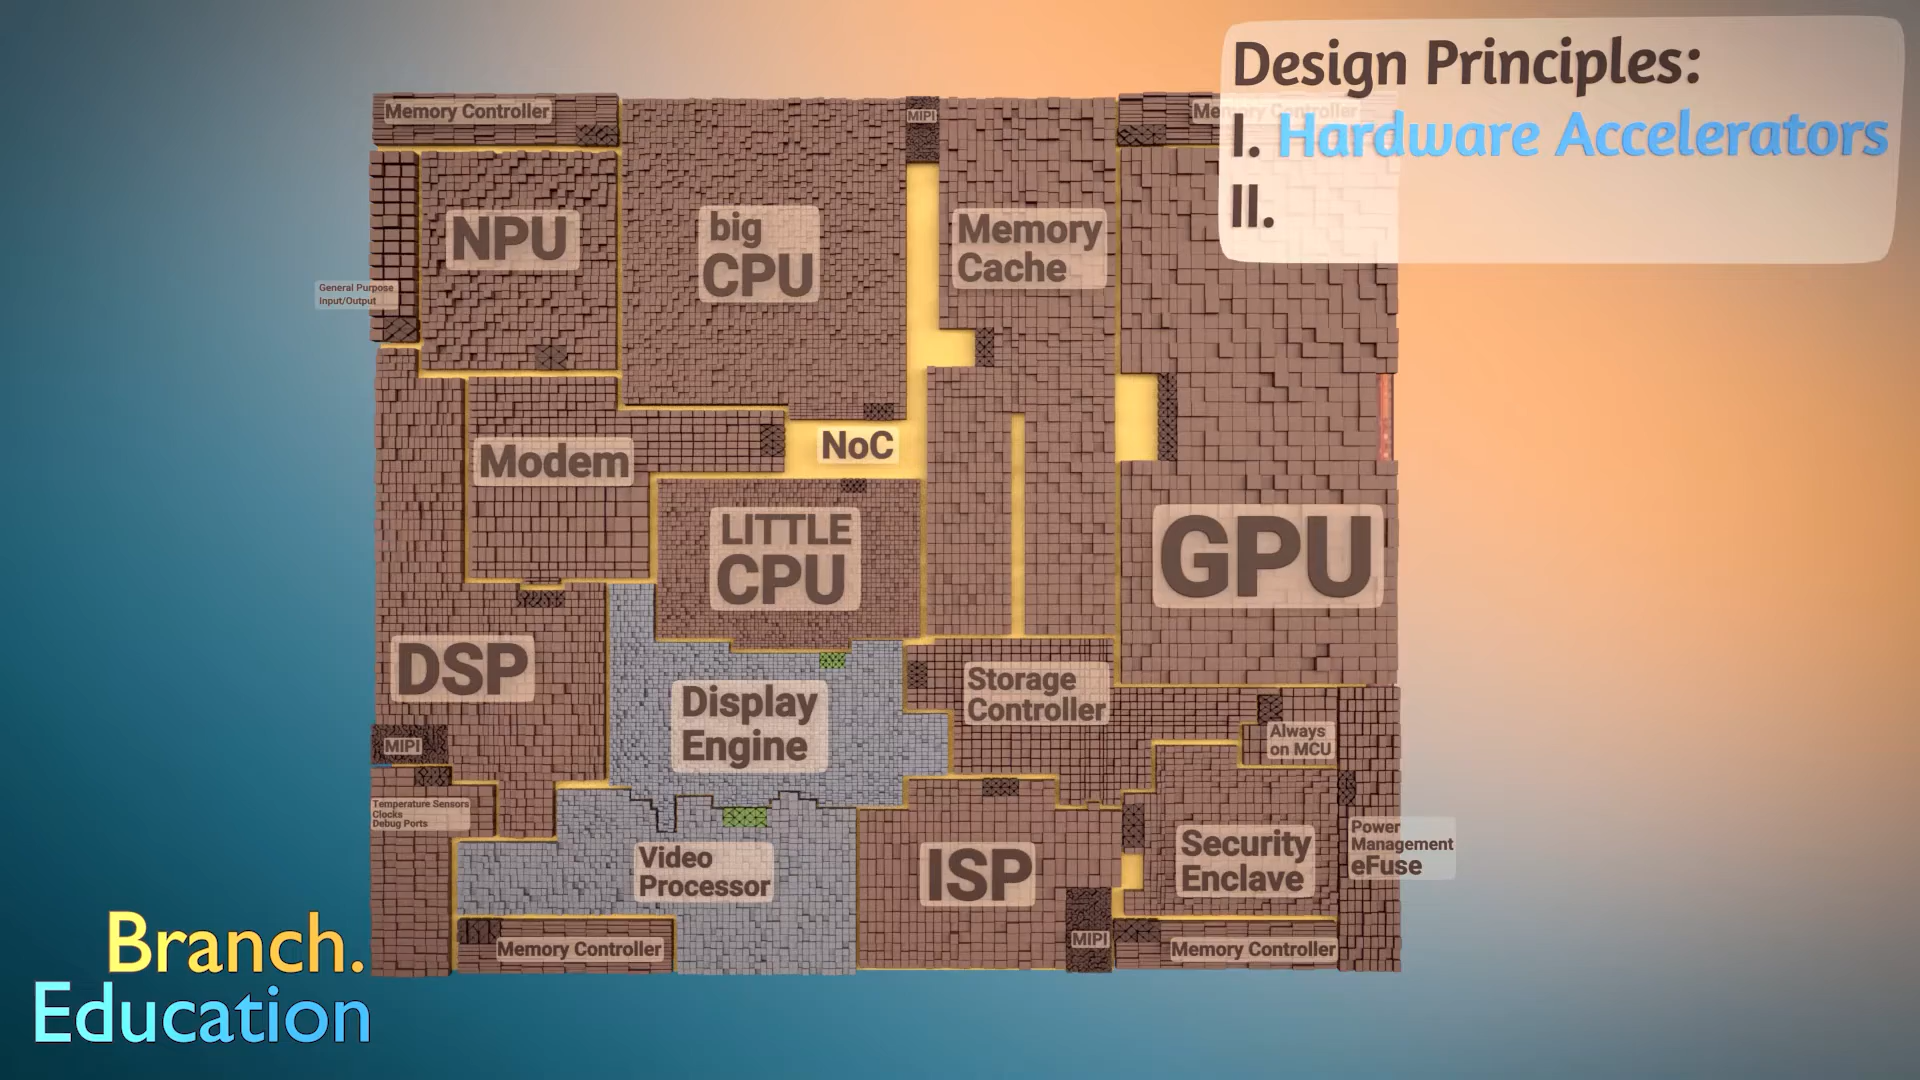 Design Principles:
I. Hardware Accelerators
II.
Memory Controller
MIPI
Memory Controller
NPU
big
CPU
Memory
Cache
General Purpose
Input/Output
Modem
NoC
LITTLE
CPU
GPU
DSP
Display
Engine
Storage
Controller
Always
on MCU
MIPI
Temperature Sensors
Clocks
Debug Ports
Video
Processor
ISP
Security
Enclave
Power
Management
eFuse
Memory Controller
MIPI
Memory Controller
Branch.
Education